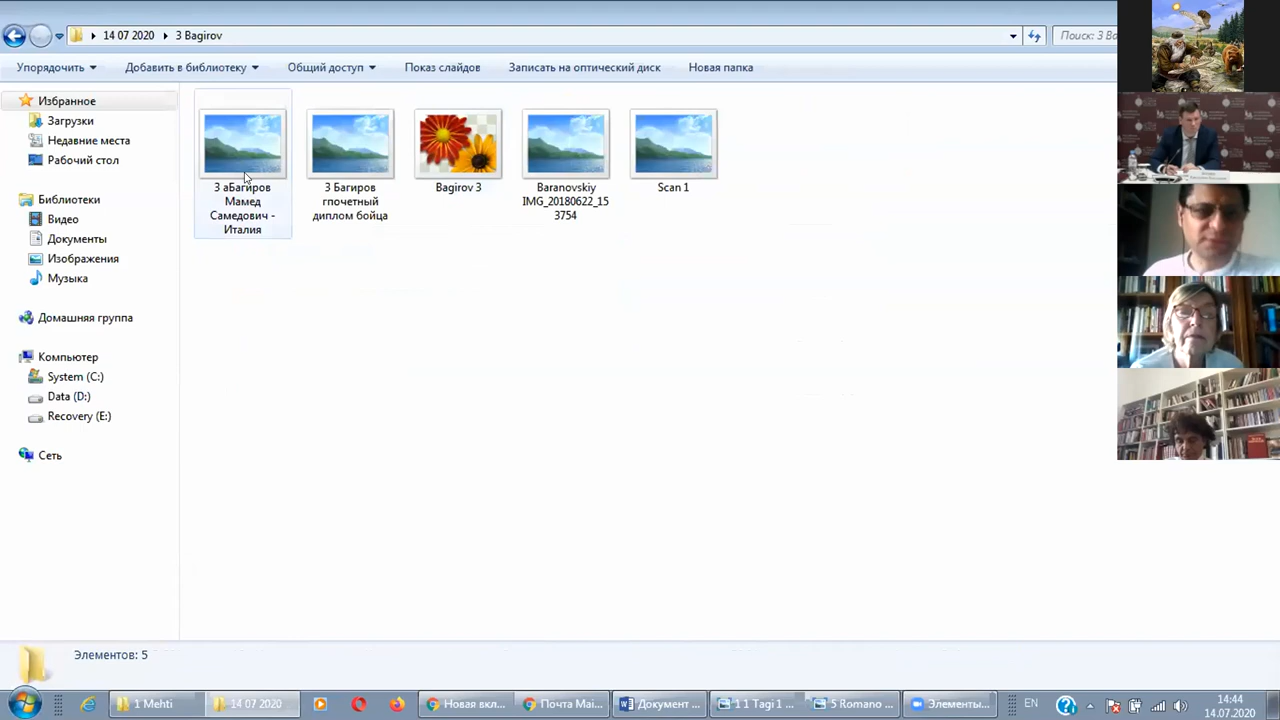 14 07 2020
3 Bagirov
Поиск: 3 Ba
Упорядочить
Добавить в библиотеку
Общий доступ
Показ слайдов
Записать на оптический диск
Новая папка
Избранное
Загрузки
Недавние места
Рабочий стол
Библиотеки
Видео
Документы
Изображения
Музыка
Домашняя группа
Компьютер
System (C:)
Data (D:)
Recovery (E:)
Сеть
3 аБагиров
Мамед
Самедович -
Италия
3 Багиров
гпочетный
диплом бойца
Bagirov 3
Baranovskiy
IMG_20180622_15
3754
Scan 1
Элементов: 5
1 Mehti
14 07 2020
Новая вкл...
Почта Mai...
Документ ...
1 1 Tagi 1 ...
5 Romano ...
Элементы...
EN
14:44
14.07.2020